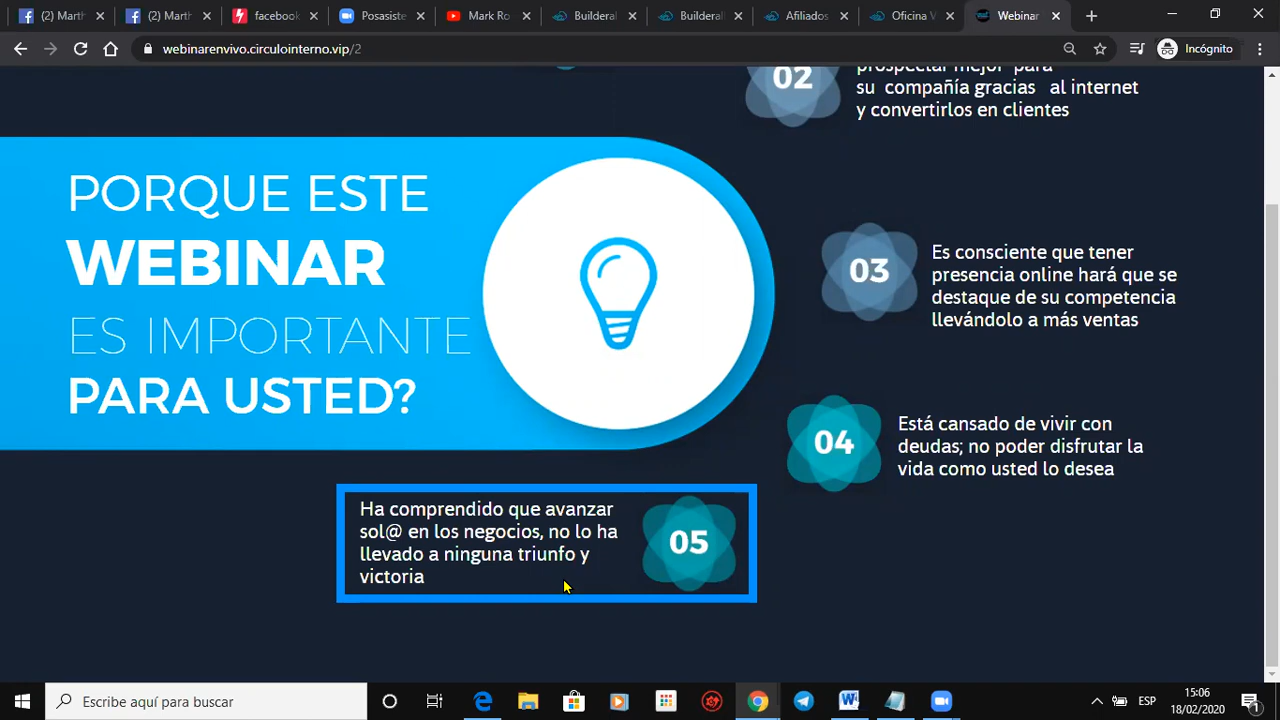 (2) Marth
(2) Marth
facebook
Posasiste
Mark Ro
Builderal
Builderal
Afiliados
Oficina W
Webinar
webinarenvivo.circulointerno.vip/2
Incógnito
02
prospectar mejor para
su compañía gracias al internet
y convertirlos en clientes
PORQUE ESTE
WEBINAR
ES IMPORTANTE
PARA USTED?
03
Es consciente que tener
presencia online hará que se
destaque de su competencia
llevándolo a más ventas
04
Está cansado de vivir con
deudas; no poder disfrutar la
vida como usted lo desea
Ha comprendido que avanzar
sol@ en los negocios, no lo ha
llevado a ninguna triunfo y
victoria
05
Escribe aquí para buscar
ESP
15:06
18/02/2020
1